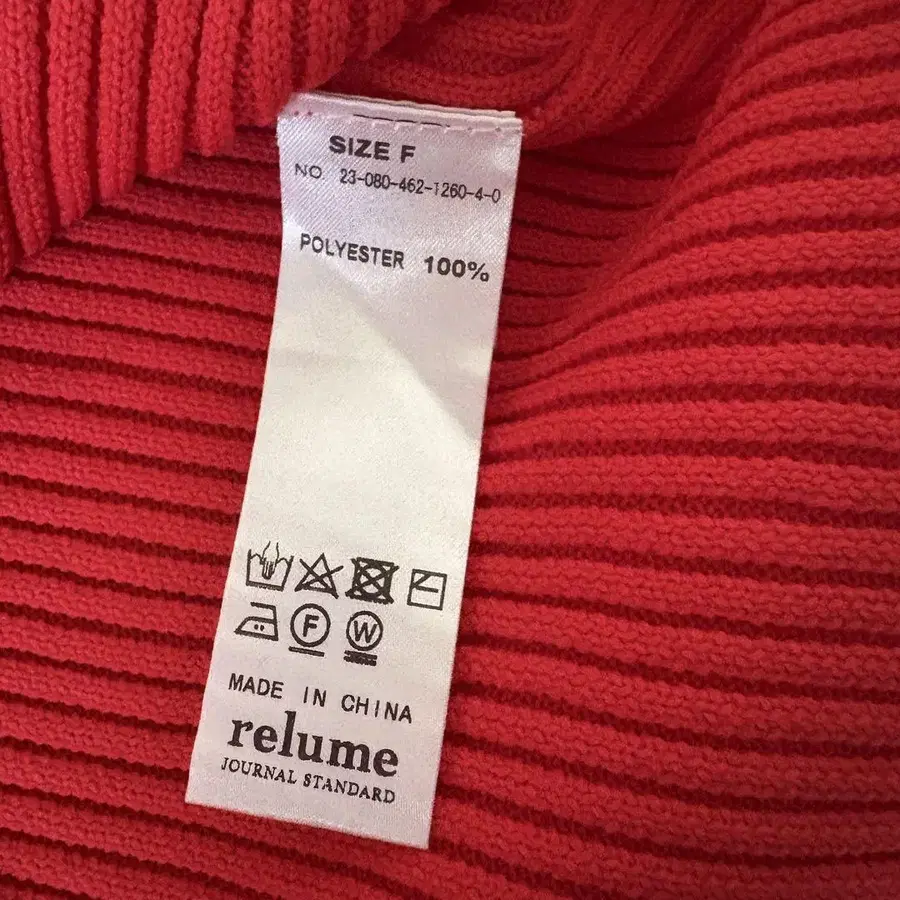 SIZE F
NO 23-080-462-1260-4-0
POLYESTER 100%
F W
MADE IN CHINA
relume
JOURNAL STANDARD